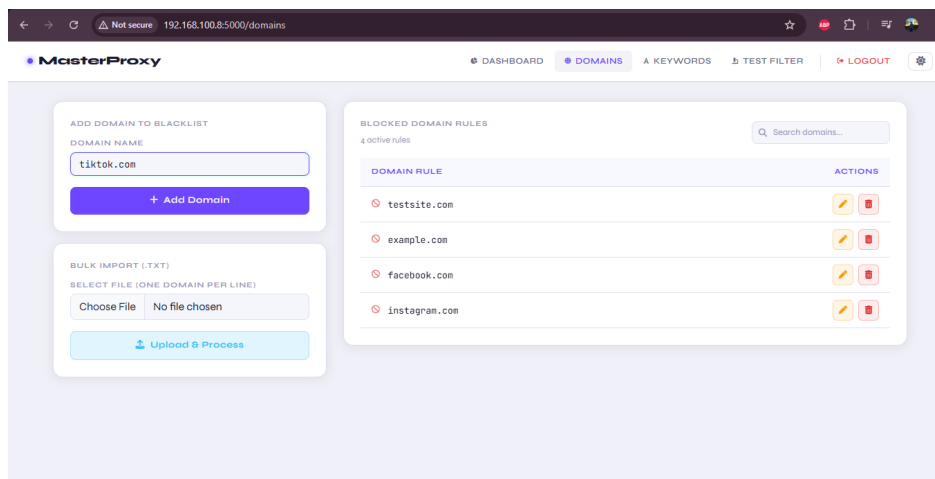 Not secure 192.168.100.8:5000/domains
ABP
MasterProxy
DASHBOARD DOMAINS KEYWORDS TEST FILTER LOGOUT
ADD DOMAIN TO BLACKLIST
DOMAIN NAME
tiktok.com
+ Add Domain
BULK IMPORT (.TXT)
SELECT FILE (ONE DOMAIN PER LINE)
Choose File No file chosen
Upload & Process
BLOCKED DOMAIN RULES
4 active rules
Search domains...
DOMAIN RULE ACTIONS
testsite.com
example.com
facebook.com
instagram.com